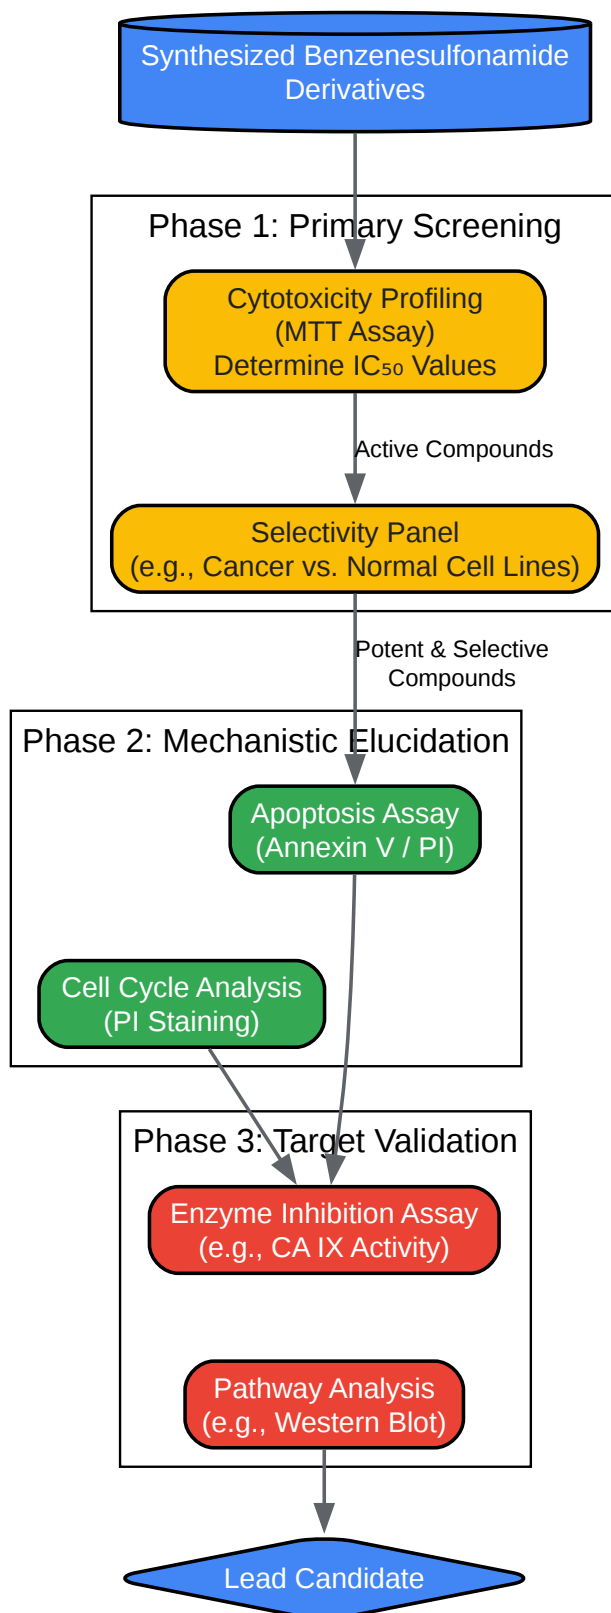 Synthesized Benzenesulfonamide
Derivatives
Phase 1: Primary Screening
Cytotoxicity Profiling
(MTT Assay)
Determine IC₅₀ Values
Active Compounds
Selectivity Panel
(e.g., Cancer vs. Normal Cell Lines)
Potent & Selective
Compounds
Phase 2: Mechanistic Elucidation
Apoptosis Assay
(Annexin V / PI)
Cell Cycle Analysis
(PI Staining)
Phase 3: Target Validation
Enzyme Inhibition Assay
(e.g., CA IX Activity)
Pathway Analysis
(e.g., Western Blot)
Lead Candidate